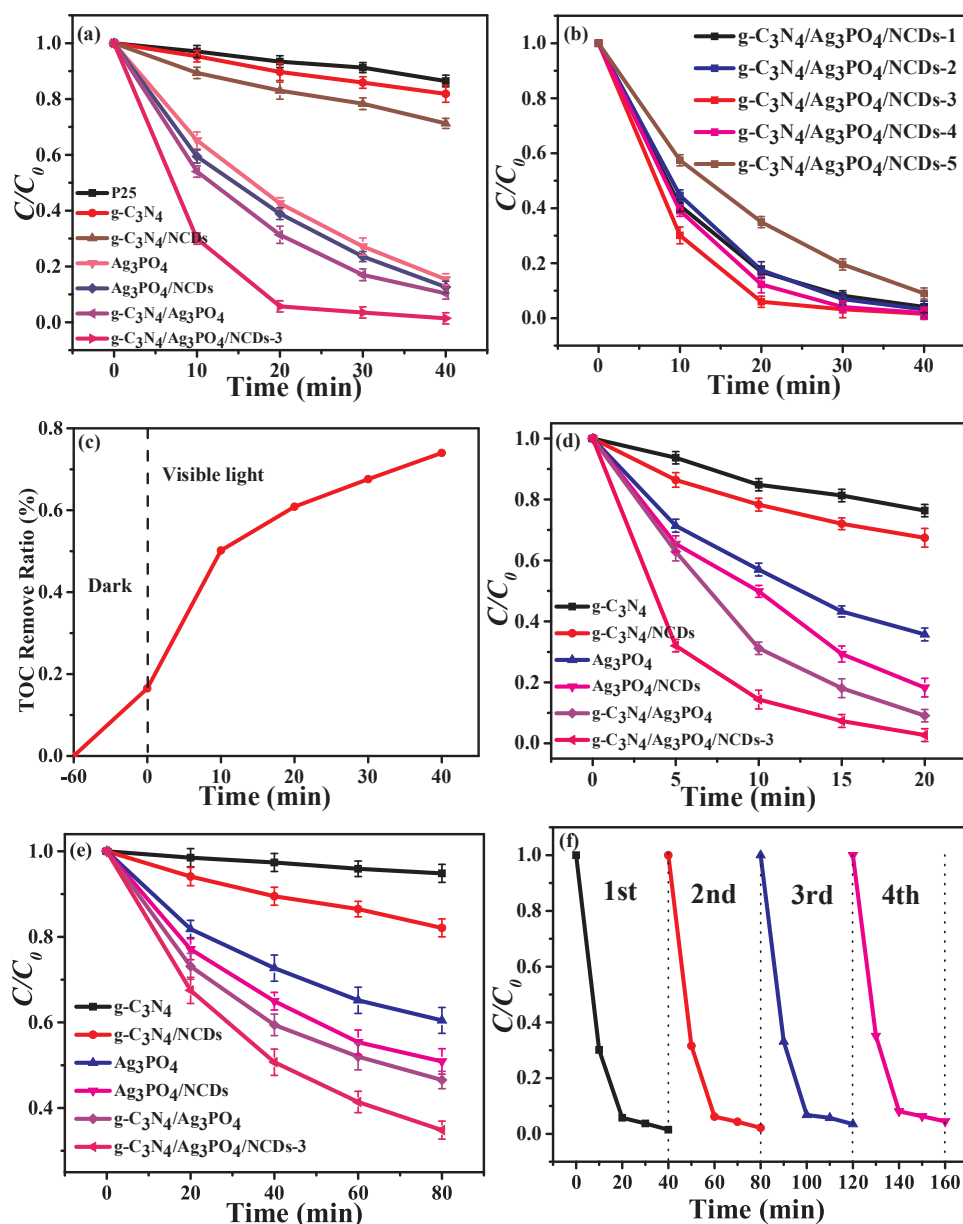 (a)
1.0
0.8
0.6
0.4
0.2
0.0
C/C₀
P25
g-C₃N₄
g-C₃N₄/NCDs
Ag₃PO₄
Ag₃PO₄/NCDs
g-C₃N₄/Ag₃PO₄
g-C₃N₄/Ag₃PO₄/NCDs-3
0 10 20 30 40
Time (min)
(b)
1.0
0.8
0.6
0.4
0.2
0.0
C/C₀
g-C₃N₄/Ag₃PO₄/NCDs-1
g-C₃N₄/Ag₃PO₄/NCDs-2
g-C₃N₄/Ag₃PO₄/NCDs-3
g-C₃N₄/Ag₃PO₄/NCDs-4
g-C₃N₄/Ag₃PO₄/NCDs-5
0 10 20 30 40
Time (min)
(c)
0.8
0.6
0.4
0.2
0.0
TOC Remove Ratio (%)
Visible light
Dark
-60 0 10 20 30 40
Time (min)
(d)
1.0
0.8
0.6
0.4
0.2
0.0
C/C₀
g-C₃N₄
g-C₃N₄/NCDs
Ag₃PO₄
Ag₃PO₄/NCDs
g-C₃N₄/Ag₃PO₄
g-C₃N₄/Ag₃PO₄/NCDs-3
0 5 10 15 20
Time (min)
(e)
1.0
0.8
0.6
0.4
C/C₀
g-C₃N₄
g-C₃N₄/NCDs
Ag₃PO₄
Ag₃PO₄/NCDs
g-C₃N₄/Ag₃PO₄
g-C₃N₄/Ag₃PO₄/NCDs-3
0 20 40 60 80
Time (min)
(f)
1.0
0.8
0.6
0.4
0.2
0.0
C/C₀
1st 2nd 3rd 4th
0 20 40 60 80 100 120 140 160
Time (min)